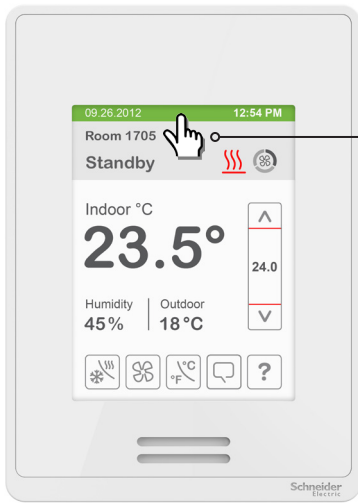 09.26.2012 12:54 PM
Room 1705
Standby
Indoor °C
23.5°
24.0
Humidity Outdoor
45% 18°C
°C
°F
?
Schneider
Electric